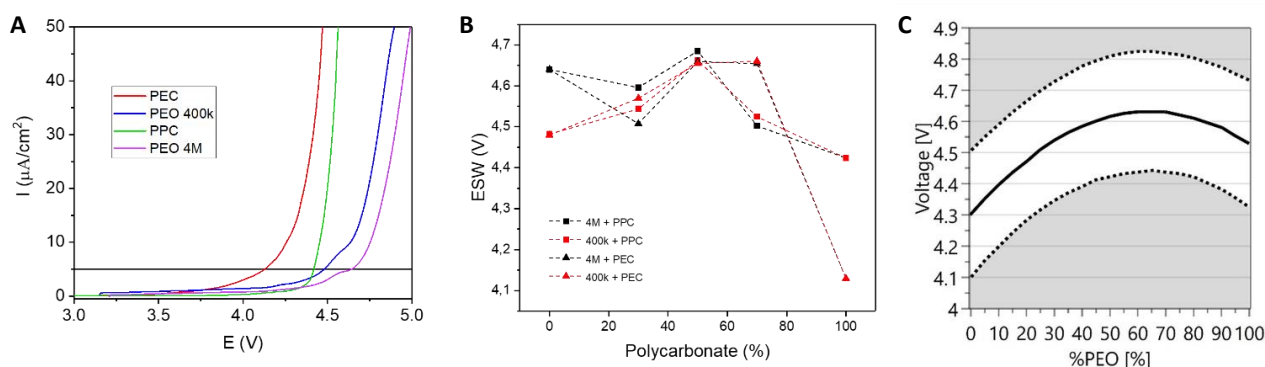 A
50
40
30
20
10
0
I (μA/cm²)
PEC
PEO 400k
PPC
PEO 4M
3.0 3.5 4.0 4.5 5.0
E (V)
B
4,7
4,6
4,5
4,4
4,3
4,2
4,1
ESW (V)
4M + PPC
400k + PPC
4M + PEC
400k + PEC
0 20 40 60 80 100
Polycarbonate (%)
C
4.9
4.8
4.7
4.6
4.5
4.4
4.3
4.2
4.1
4
Voltage [V]
0 10 20 30 40 50 60 70 80 90 100
%PEO [%]